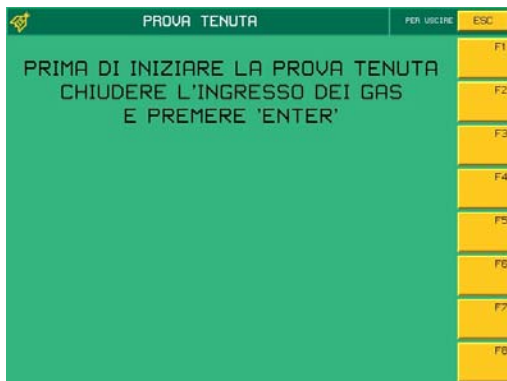 PROVA TENUTA
PER USCIRE
ESC
F1
PRIMA DI INIZIARE LA PROVA TENUTA
CHIUDERE L'INGRESSO DEI GAS
E PREMERE 'ENTER'
F2
F3
F4
F5
F6
F7
F8